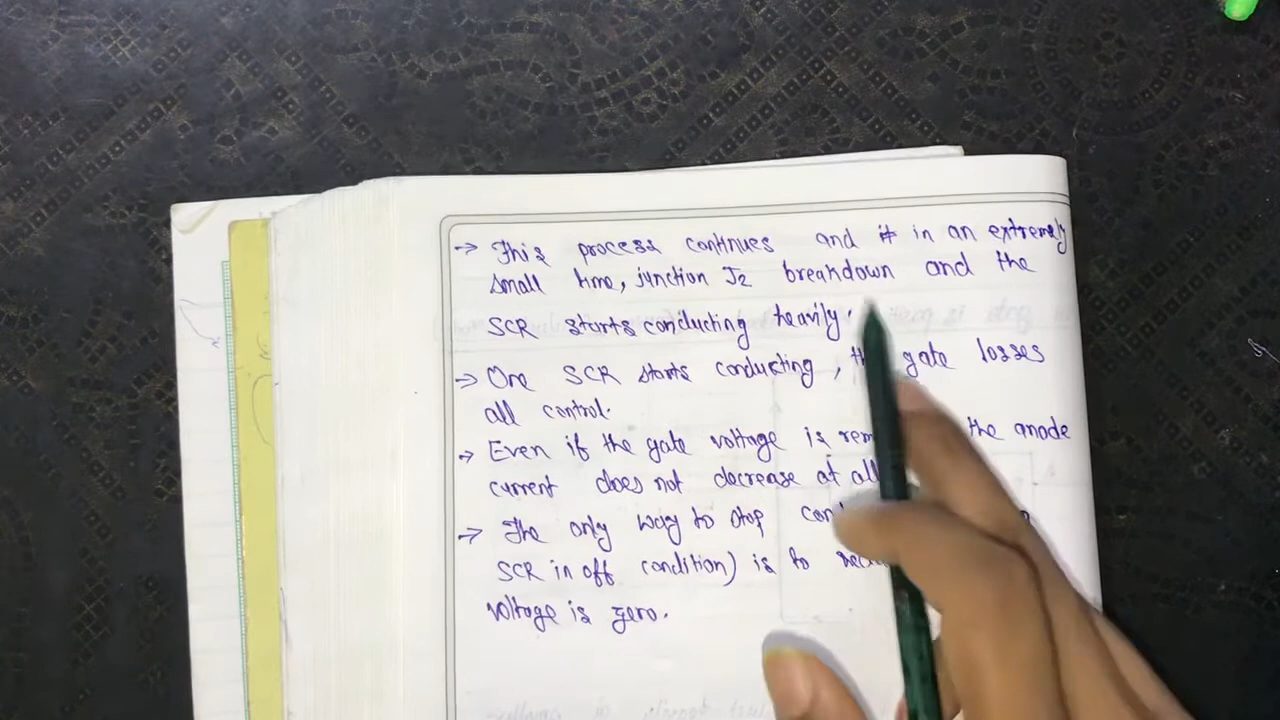 → This process continues and it in an extremely
small time, junction J2 breakdown and the
SCR starts conducting heavily.
→ One SCR starts conducting, the gate losses
all control.
→ Even if the gate voltage is the anode
current does not decrease at all
→ The only way to stop
SCR in off condition) is to
voltage is zero.